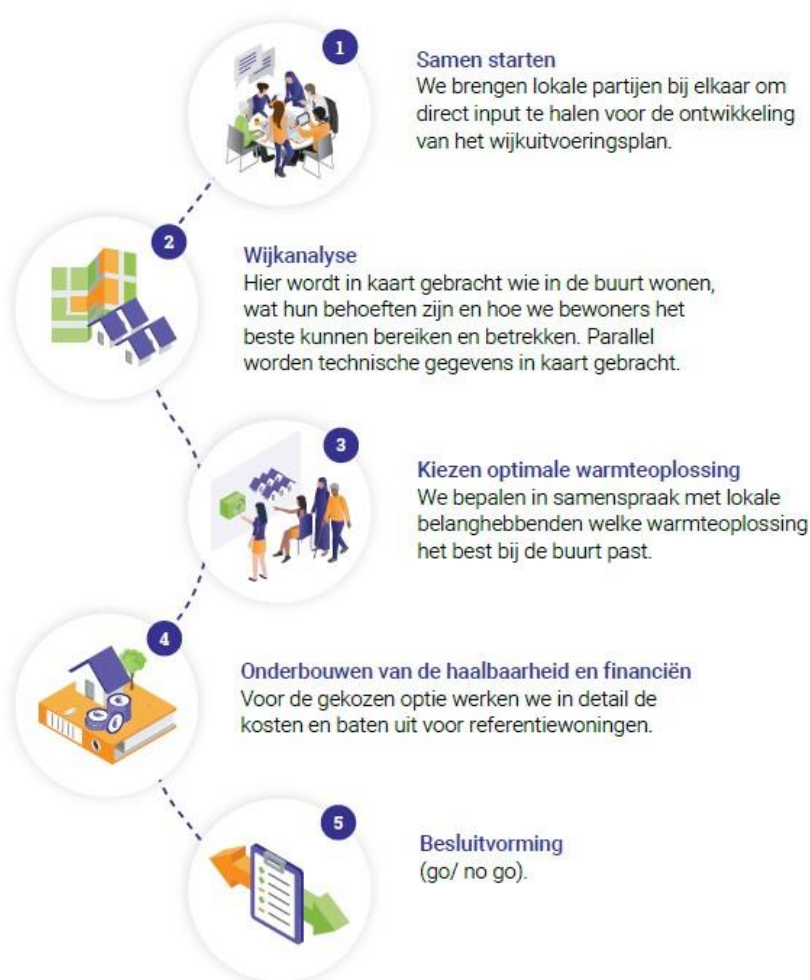 1
Samen starten
We brengen lokale partijen bij elkaar om
direct input te halen voor de ontwikkeling
van het wijkuitvoeringsplan.
2
Wijkanalyse
Hier wordt in kaart gebracht wie in de buurt wonen,
wat hun behoeften zijn en hoe we bewoners het
beste kunnen bereiken en betrekken. Parallel
worden technische gegevens in kaart gebracht.
3
Kiezen optimale warmteoplossing
We bepalen in samenspraak met lokale
belanghebbenden welke warmteoplossing
het best bij de buurt past.
4
Onderbouwen van de haalbaarheid en financiën
Voor de gekozen optie werken we in detail de
kosten en baten uit voor referentiewoningen.
5
Besluitvorming
(go/ no go).